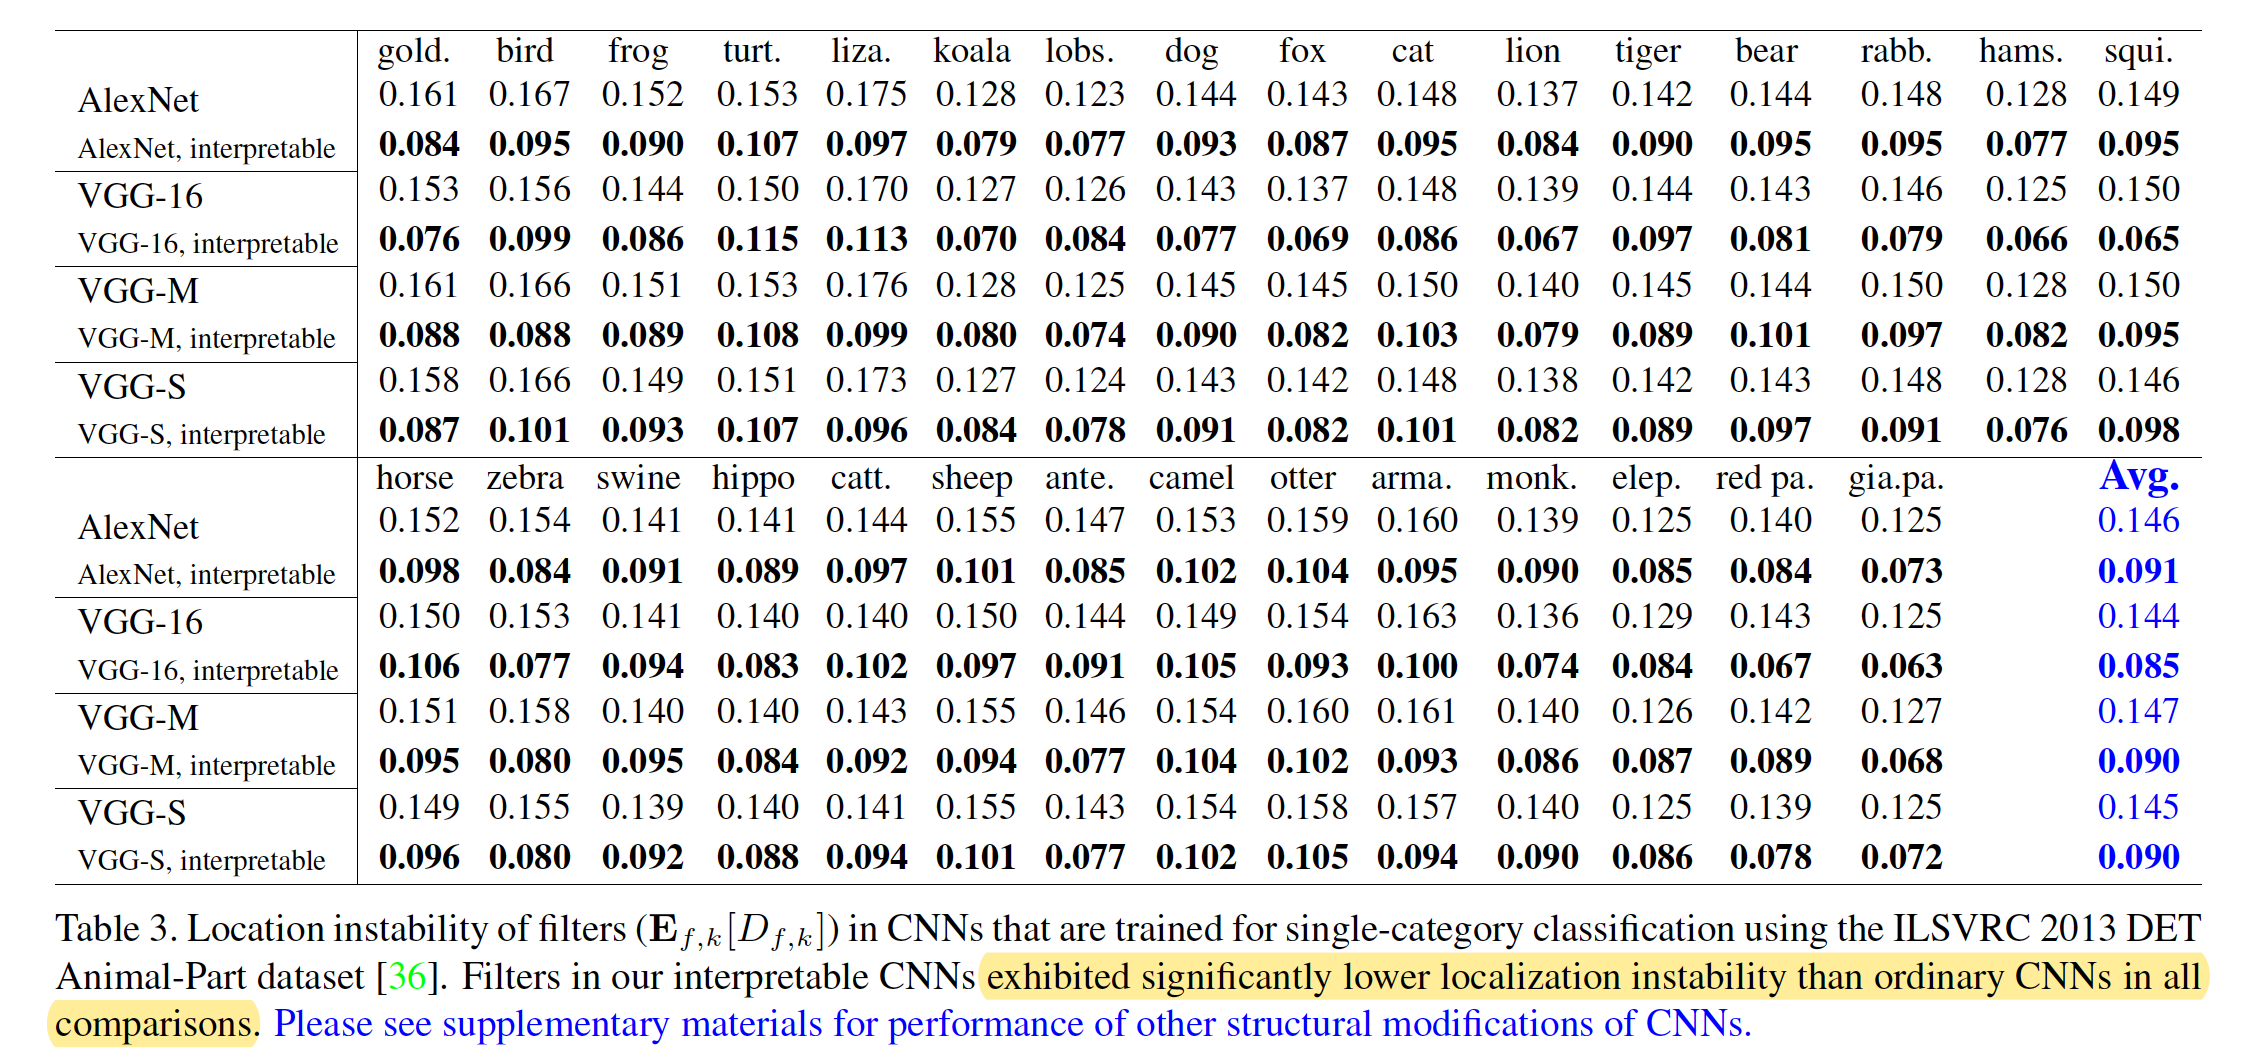 gold. bird frog turt. liza. koala lobs. dog fox cat lion tiger bear rabb. hams. squi.
AlexNet 0.161 0.167 0.152 0.153 0.175 0.128 0.123 0.144 0.143 0.148 0.137 0.142 0.144 0.148 0.128 0.149
AlexNet, interpretable 0.084 0.095 0.090 0.107 0.097 0.079 0.077 0.093 0.087 0.095 0.084 0.090 0.095 0.095 0.077 0.095
VGG-16 0.153 0.156 0.144 0.150 0.170 0.127 0.126 0.143 0.137 0.148 0.139 0.144 0.143 0.146 0.125 0.150
VGG-16, interpretable 0.076 0.099 0.086 0.115 0.113 0.070 0.084 0.077 0.069 0.086 0.067 0.097 0.081 0.079 0.066 0.065
VGG-M 0.161 0.166 0.151 0.153 0.176 0.128 0.125 0.145 0.145 0.150 0.140 0.145 0.144 0.150 0.128 0.150
VGG-M, interpretable 0.088 0.088 0.089 0.108 0.099 0.080 0.074 0.090 0.082 0.103 0.079 0.089 0.101 0.097 0.082 0.095
VGG-S 0.158 0.166 0.149 0.151 0.173 0.127 0.124 0.143 0.142 0.148 0.138 0.142 0.143 0.148 0.128 0.146
VGG-S, interpretable 0.087 0.101 0.093 0.107 0.096 0.084 0.078 0.091 0.082 0.101 0.082 0.089 0.097 0.091 0.076 0.098
horse zebra swine hippo catt. sheep ante. camel otter arma. monk. elep. red pa. gia.pa. Avg.
AlexNet 0.152 0.154 0.141 0.141 0.144 0.155 0.147 0.153 0.159 0.160 0.139 0.125 0.140 0.125 0.146
AlexNet, interpretable 0.098 0.084 0.091 0.089 0.097 0.101 0.085 0.102 0.104 0.095 0.090 0.085 0.084 0.073 0.091
VGG-16 0.150 0.153 0.141 0.140 0.140 0.150 0.144 0.149 0.154 0.163 0.136 0.129 0.143 0.125 0.144
VGG-16, interpretable 0.106 0.077 0.094 0.083 0.102 0.097 0.091 0.105 0.093 0.100 0.074 0.084 0.067 0.063 0.085
VGG-M 0.151 0.158 0.140 0.140 0.143 0.155 0.146 0.154 0.160 0.161 0.140 0.126 0.142 0.127 0.147
VGG-M, interpretable 0.095 0.080 0.095 0.084 0.092 0.094 0.077 0.104 0.102 0.093 0.086 0.087 0.089 0.068 0.090
VGG-S 0.149 0.155 0.139 0.140 0.141 0.155 0.143 0.154 0.158 0.157 0.140 0.125 0.139 0.125 0.145
VGG-S, interpretable 0.096 0.080 0.092 0.088 0.094 0.101 0.077 0.102 0.105 0.094 0.090 0.086 0.078 0.072 0.090
Table 3. Location instability of filters (E_{f,k}[D_{f,k}]) in CNNs that are trained for single-category classification using the ILSVRC 2013 DET
Animal-Part dataset [36]. Filters in our interpretable CNNs exhibited significantly lower localization instability than ordinary CNNs in all
comparisons. Please see supplementary materials for performance of other structural modifications of CNNs.